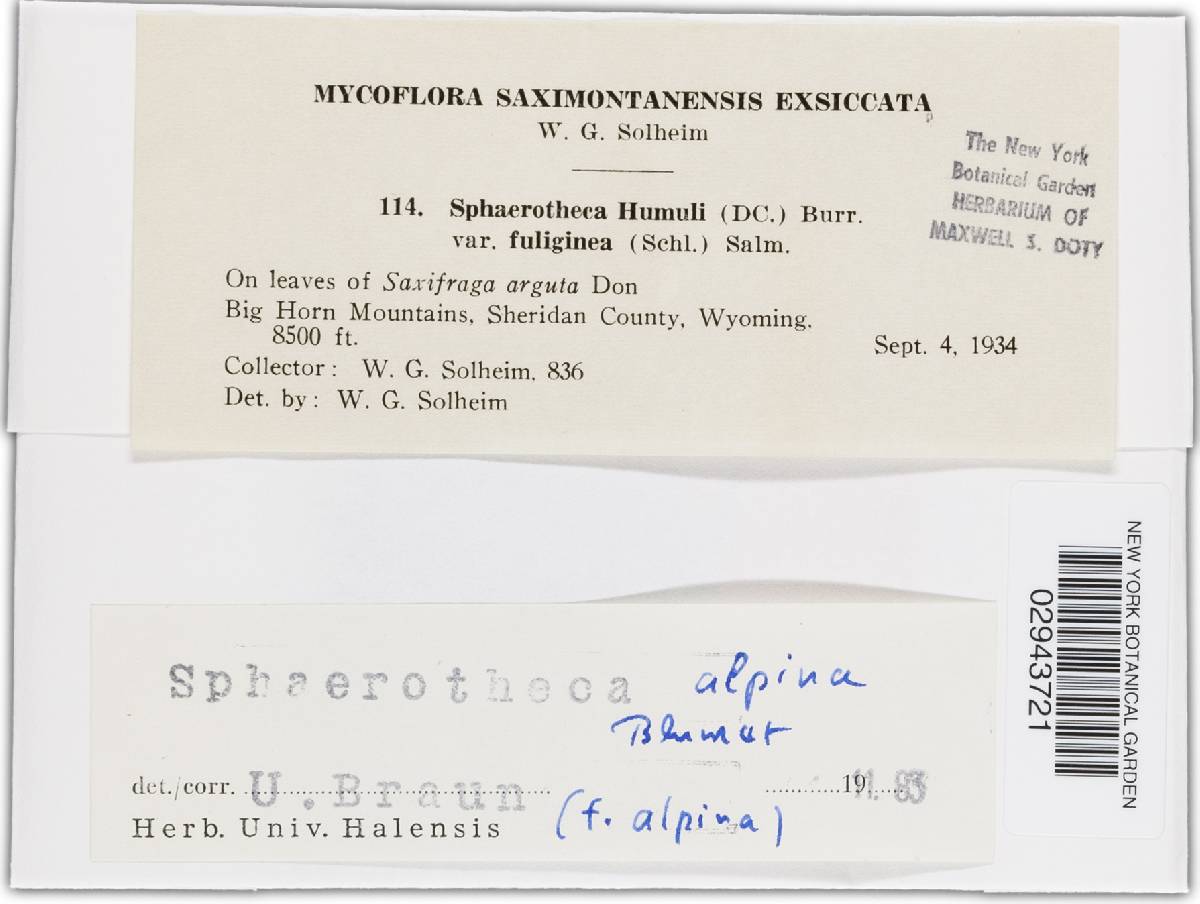 MYCOFLORA SAXIMONTANENSIS EXSICCATA
W. G. Solheim
The New York
Botanical Garden
HERBARIUM OF
MAXWELL S. DOTY
114. Sphaerotheca Humuli (DC.) Burr.
var. fuliginea (Schl.) Salm.
On leaves of Saxifraga arguta Don
Big Horn Mountains, Sheridan County, Wyoming,
8500 ft.
Sept. 4, 1934
Collector: W. G. Solheim, 836
Det. by: W. G. Solheim
NEW YORK BOTANICAL GARDEN
02943721
Sphaerotheca alpina
Blumer
det./corr. U. Braun 19
Herb. Univ. Halensis (f. alpina)